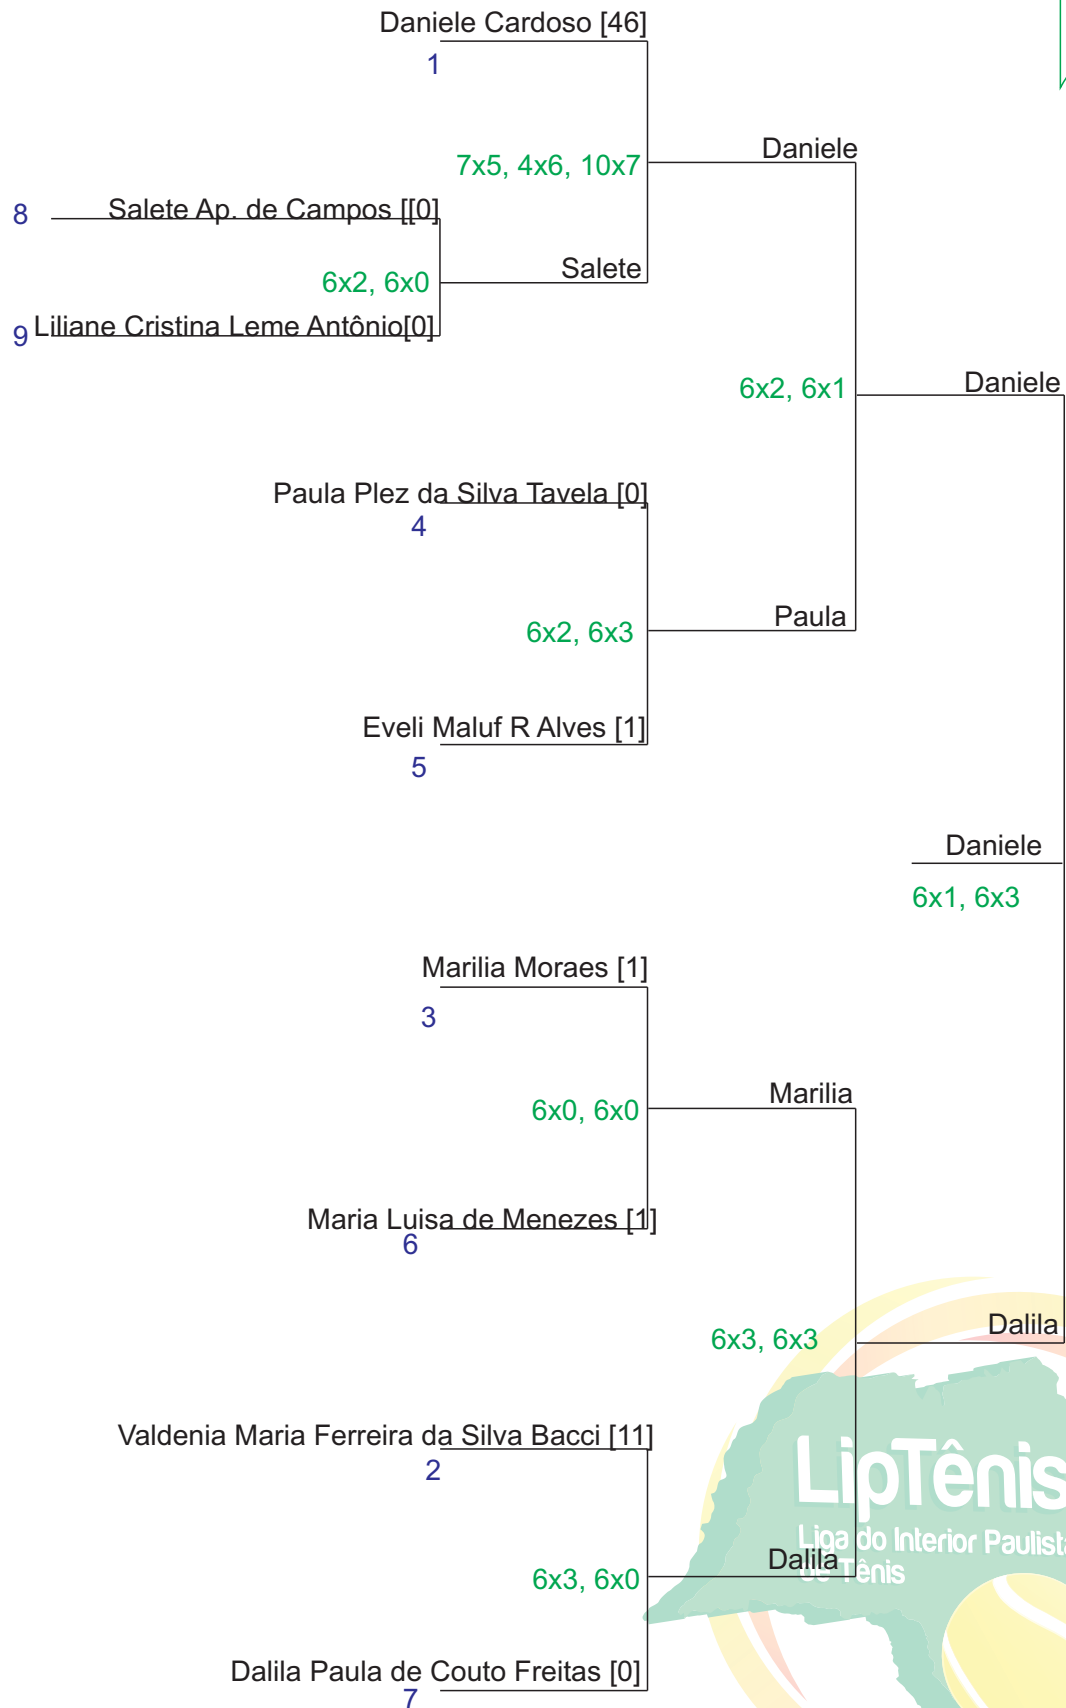 Daniele Cardoso [46]
1
7x5, 4x6, 10x7
Daniele
8
Salete Ap. de Campos [[0]
6x2, 6x0
Salete
9
Liliane Cristina Leme Antônio[0]
6x2, 6x1
Daniele
Paula Plez da Silva Tavela [0]
4
6x2, 6x3
Paula
Eveli Maluf R Alves [1]
5
Daniele
6x1, 6x3
Marilia Moraes [1]
3
6x0, 6x0
Marilia
Maria Luisa de Menezes [1]
6
6x3, 6x3
Dalila
Valdenia Maria Ferreira da Silva Bacci [11]
2
LipTênis
Liga do Interior Paulista
de Tênis
6x3, 6x0
Dalila
Dalila Paula de Couto Freitas [0]
7